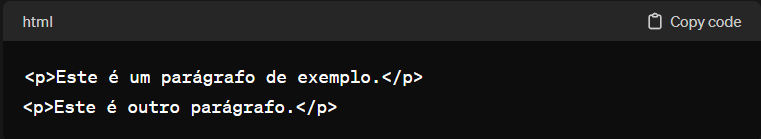 html
Copy code
<p>Este é um parágrafo de exemplo.</p>
<p>Este é outro parágrafo.</p>